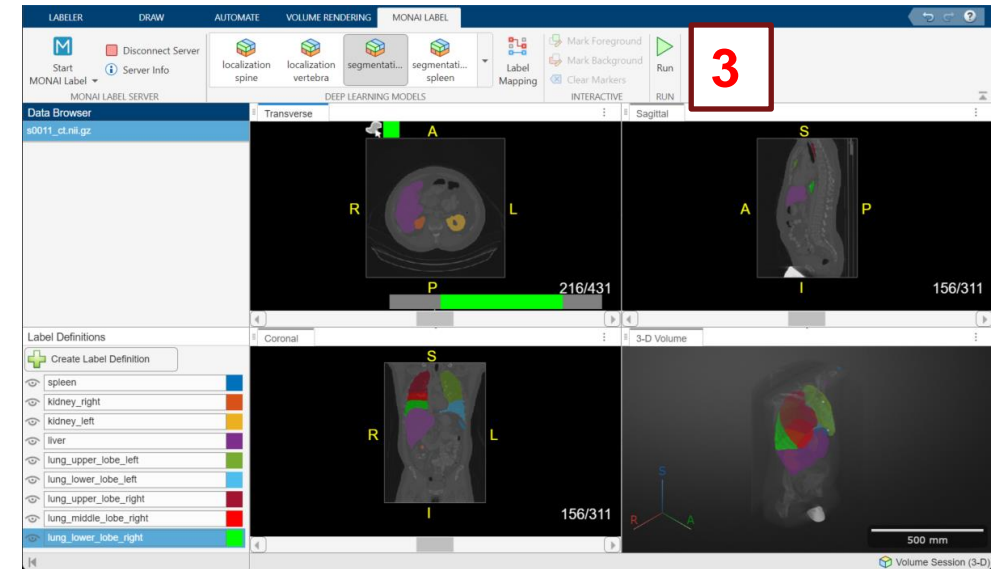 LABELER DRAW AUTOMATE VOLUME RENDERING MONAI LABEL
Start
MONAI Label
Disconnect Server
Server Info
MONAI LABEL SERVER
localization
spine
localization
vertebra
segmentati...
segmentati...
spleen
DEEP LEARNING MODELS
Label
Mapping
Mark Foreground
Mark Background
Clear Markers
INTERACTIVE
Run
RUN
3
Data Browser
s0011_ct.nii.gz
Transverse
A
R
L
P
216/431
Sagittal
S
A
P
I
156/311
Label Definitions
Create Label Definition
spleen
kidney_right
kidney_left
liver
lung_upper_lobe_left
lung_lower_lobe_left
lung_upper_lobe_right
lung_middle_lobe_right
lung_lower_lobe_right
Coronal
S
R
L
I
156/311
3-D Volume
S
R
A
500 mm
Volume Session (3-D)